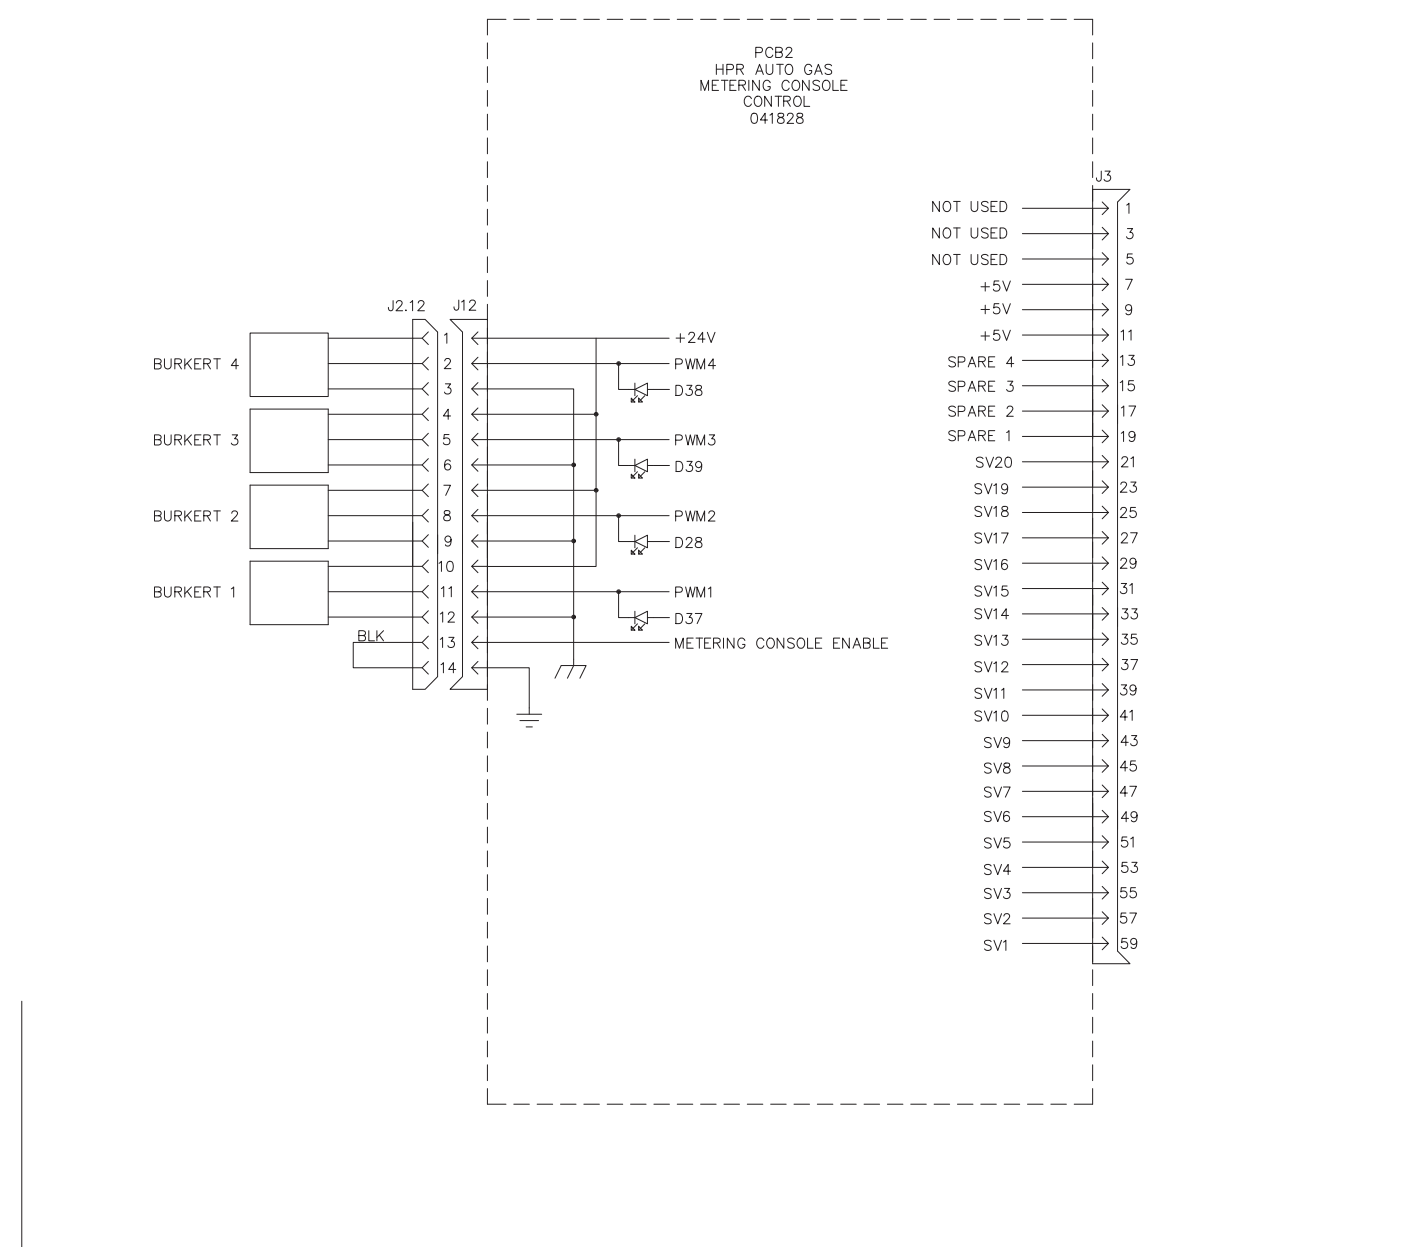 PCB2
HPR AUTO GAS
METERING CONSOLE
CONTROL
041828
J3
NOT USED 1
NOT USED 3
NOT USED 5
+5V 7
+5V 9
+5V 11
SPARE 4 13
SPARE 3 15
SPARE 2 17
SPARE 1 19
SV20 21
SV19 23
SV18 25
SV17 27
SV16 29
SV15 31
SV14 33
SV13 35
SV12 37
SV11 39
SV10 41
SV9 43
SV8 45
SV7 47
SV6 49
SV5 51
SV4 53
SV3 55
SV2 57
SV1 59
J2.12 J12
1 +24V
BURKERT 4 2 PWM4
3 D38
4
BURKERT 3 5 PWM3
6 D39
7
BURKERT 2 8 PWM2
9 D28
10
BURKERT 1 11 PWM1
12 D37
BLK 13 METERING CONSOLE ENABLE
14